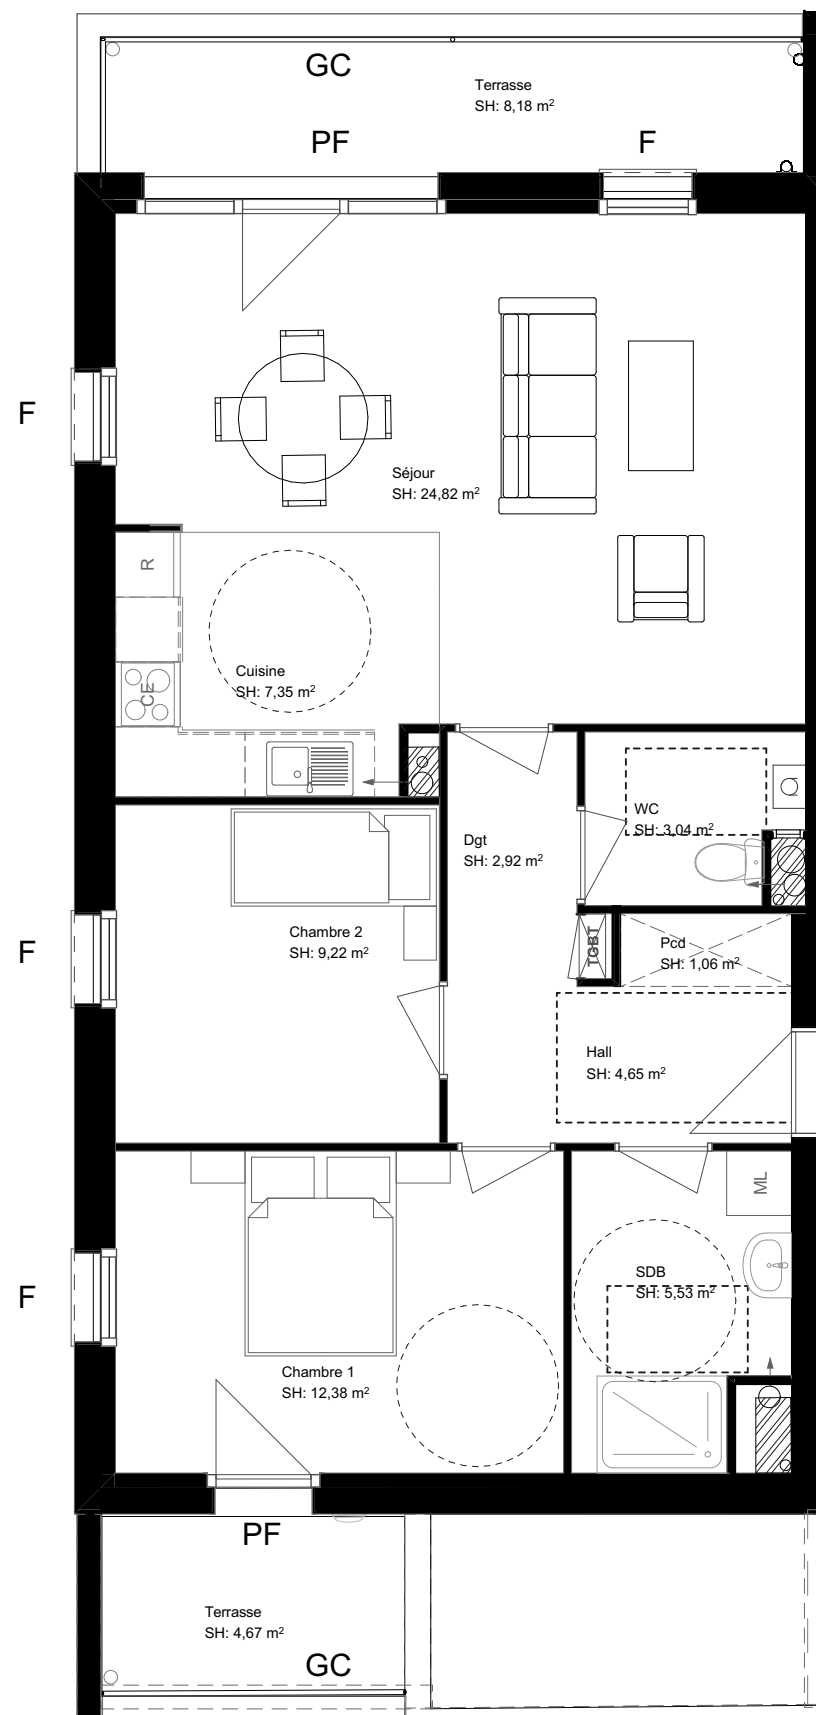 GC
Terrasse
SH: 8,18 m²
PF
F
F
Séjour
SH: 24,82 m²
R
Cuisine
SH: 7,35 m²
CE
WC
SH: 3,04 m²
Dgt
SH: 2,92 m²
Chambre 2
SH: 9,22 m²
F
TGBT
Pcd
SH: 1,06 m²
Hall
SH: 4,65 m²
ML
F
SDB
SH: 5,53 m²
Chambre 1
SH: 12,38 m²
PF
Terrasse
SH: 4,67 m²
GC